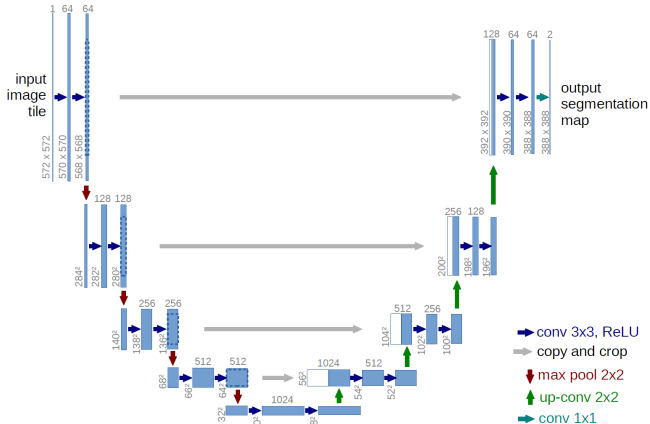 1 64 64
128 64 64 2
input
image
tile
output
segmentation
map
572 x 572
570 x 570
568 x 568
392 x 392
390 x 390
388 x 388
388 x 388
128 128
256 128
284²
282²
280²
200²
198²
196²
256 256
512 256
140²
138²
136²
104²
102²
100²
512 512
1024 512
68²
66²
64²
56²
54²
52²
1024
32²
conv 3x3, ReLU
copy and crop
max pool 2x2
up-conv 2x2
conv 1x1